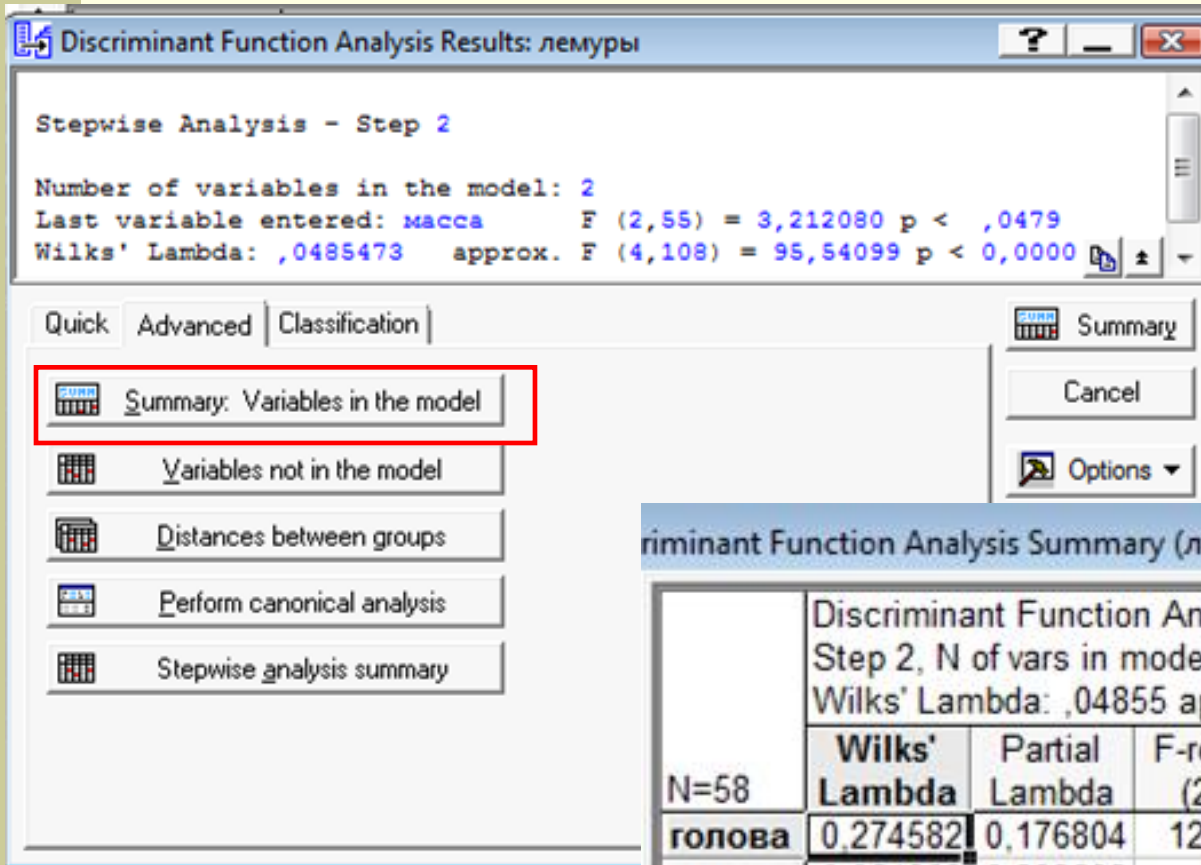 Discriminant Function Analysis Results: лемуры
Stepwise Analysis - Step 2
Number of variables in the model: 2
Last variable entered: масса F (2,55) = 3,212080 p < ,0479
Wilks' Lambda: ,0485473 approx. F (4,108) = 95,54099 p < 0,0000
Quick Advanced Classification
Summary
Summary: Variables in the model
Cancel
Variables not in the model
Options
Distances between groups
Perform canonical analysis
Stepwise analysis summary
riminant Function Analysis Summary (л
Discriminant Function An
Step 2, N of vars in mode
Wilks' Lambda: ,04855 a
Wilks' Partial F-r
N=58 Lambda Lambda (2
голова 0,274582 0,176804 12